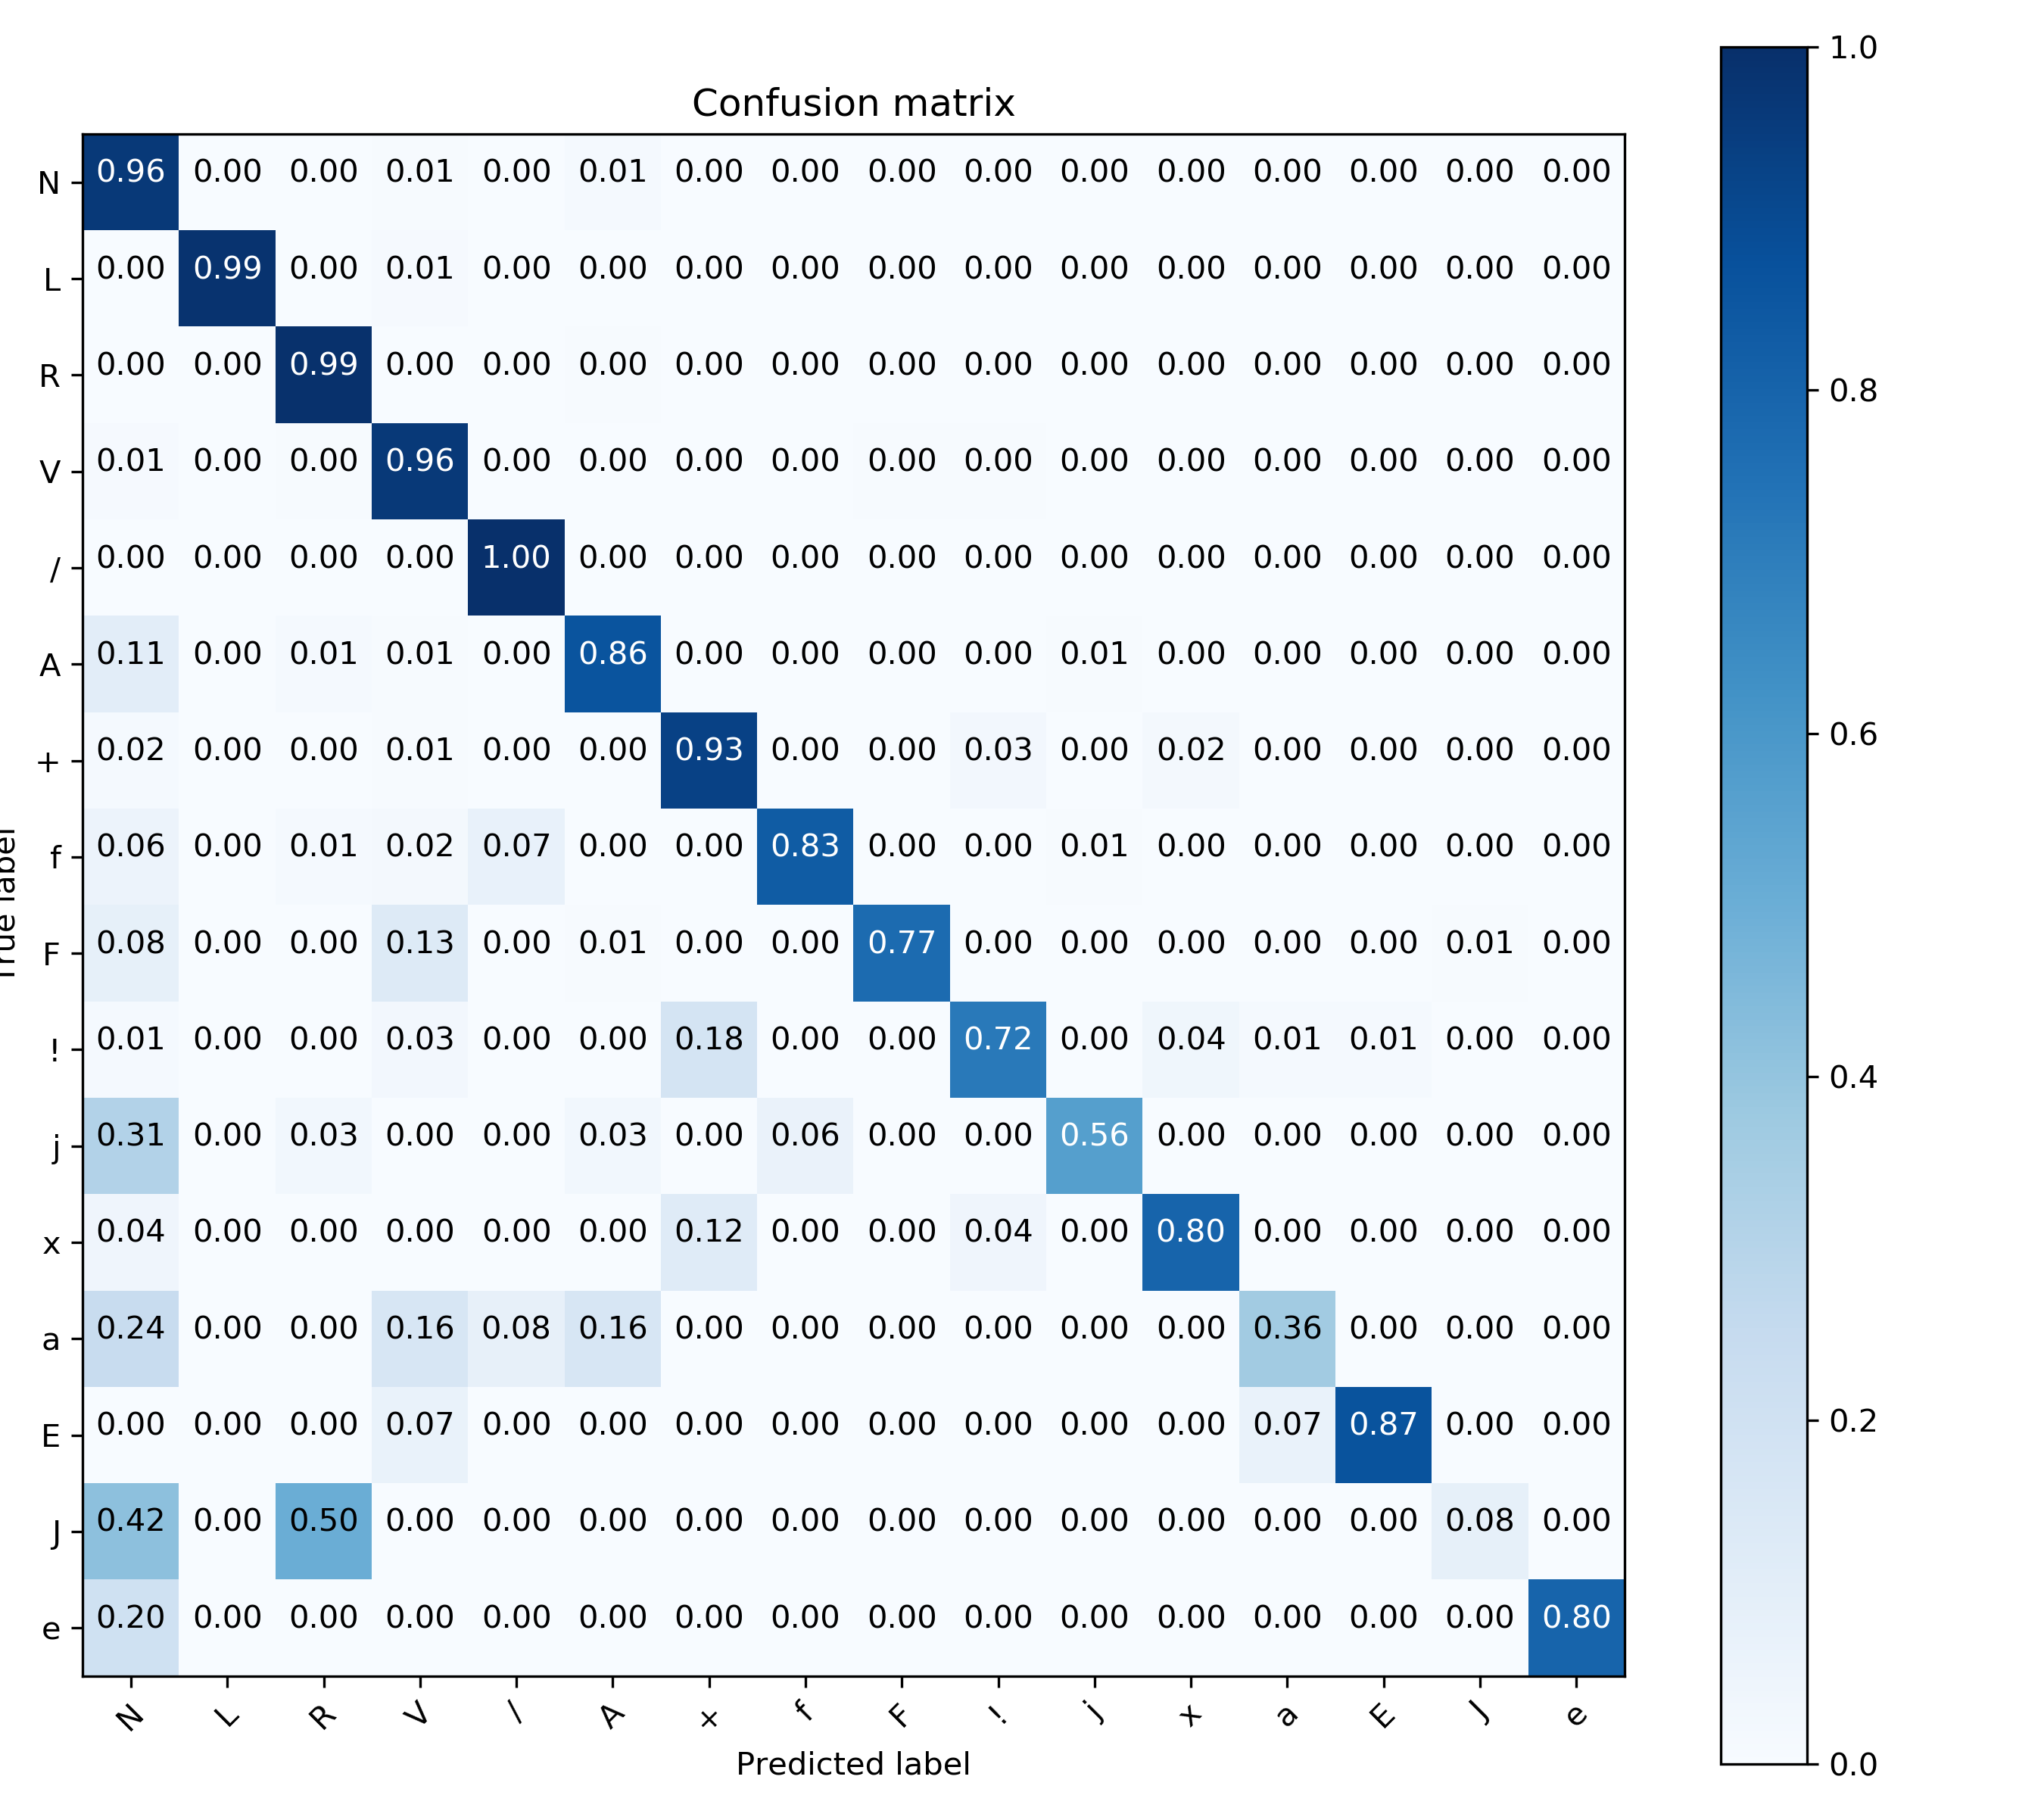 Confusion matrix
N 0.96 0.00 0.00 0.01 0.00 0.01 0.00 0.00 0.00 0.00 0.00 0.00 0.00 0.00 0.00 0.00
L 0.00 0.99 0.00 0.01 0.00 0.00 0.00 0.00 0.00 0.00 0.00 0.00 0.00 0.00 0.00 0.00
R 0.00 0.00 0.99 0.00 0.00 0.00 0.00 0.00 0.00 0.00 0.00 0.00 0.00 0.00 0.00 0.00
V 0.01 0.00 0.00 0.96 0.00 0.00 0.00 0.00 0.00 0.00 0.00 0.00 0.00 0.00 0.00 0.00
/ 0.00 0.00 0.00 0.00 1.00 0.00 0.00 0.00 0.00 0.00 0.00 0.00 0.00 0.00 0.00 0.00
A 0.11 0.00 0.01 0.01 0.00 0.86 0.00 0.00 0.00 0.00 0.01 0.00 0.00 0.00 0.00 0.00
+ 0.02 0.00 0.00 0.01 0.00 0.00 0.93 0.00 0.00 0.03 0.00 0.02 0.00 0.00 0.00 0.00
f 0.06 0.00 0.01 0.02 0.07 0.00 0.00 0.83 0.00 0.00 0.01 0.00 0.00 0.00 0.00 0.00
F 0.08 0.00 0.00 0.13 0.00 0.01 0.00 0.00 0.77 0.00 0.00 0.00 0.00 0.00 0.01 0.00
! 0.01 0.00 0.00 0.03 0.00 0.00 0.18 0.00 0.00 0.72 0.00 0.04 0.01 0.01 0.00 0.00
j 0.31 0.00 0.03 0.00 0.00 0.03 0.00 0.06 0.00 0.00 0.56 0.00 0.00 0.00 0.00 0.00
x 0.04 0.00 0.00 0.00 0.00 0.00 0.12 0.00 0.00 0.04 0.00 0.80 0.00 0.00 0.00 0.00
a 0.24 0.00 0.00 0.16 0.08 0.16 0.00 0.00 0.00 0.00 0.00 0.00 0.36 0.00 0.00 0.00
E 0.00 0.00 0.00 0.07 0.00 0.00 0.00 0.00 0.00 0.00 0.00 0.00 0.07 0.87 0.00 0.00
J 0.42 0.00 0.50 0.00 0.00 0.00 0.00 0.00 0.00 0.00 0.00 0.00 0.00 0.00 0.08 0.00
e 0.20 0.00 0.00 0.00 0.00 0.00 0.00 0.00 0.00 0.00 0.00 0.00 0.00 0.00 0.00 0.80
N L R V / A + f F ! j x a E J e
Predicted label
True label
1.0
0.8
0.6
0.4
0.2
0.0